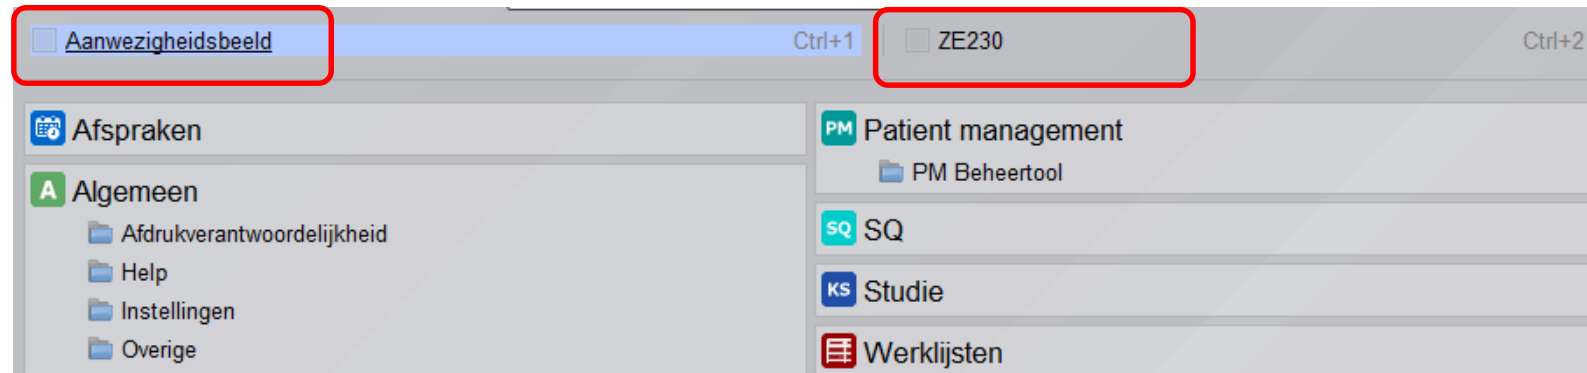 Aanwezigheidsbeeld Ctrl+1 ZE230 Ctrl+2
Afspraken
A Algemeen
Afdrukverantwoordelijkheid
Help
Instellingen
Overige
PM Patient management
PM Beheertool
SQ SQ
KS Studie
Werklijsten